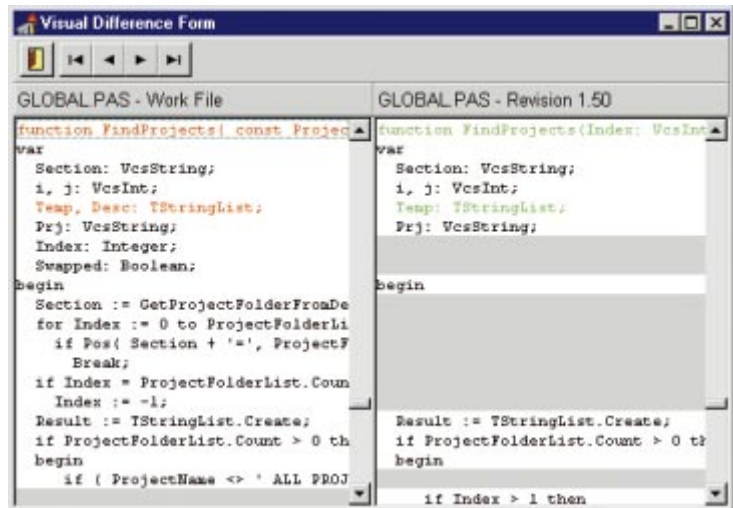 Visual Difference Form
GLOBAL.PAS - Work File
GLOBAL.PAS - Revision 1.50
function FindProjects( const Projec
var
Section: VcsString;
i, j: VcsInt;
Temp, Desc: TStringList;
Prj: VcsString;
Index: Integer;
Swapped: Boolean;
begin
Section := GetProjectFolderFromDe
for Index := 0 to ProjectFolderLi
if Pos( Section + '=', ProjectF
Break;
if Index = ProjectFolderList.Coun
Index := -1;
Result := TStringList.Create;
if ProjectFolderList.Count > 0 th
begin
if ( ProjectName <> ' ALL PROJ
function FindProjects(Index: VcsInt
var
Section: VcsString;
i, j: VcsInt;
Temp: TStringList;
Prj: VcsString;
begin
Result := TStringList.Create;
if ProjectFolderList.Count > 0 th
begin
if Index > 1 then